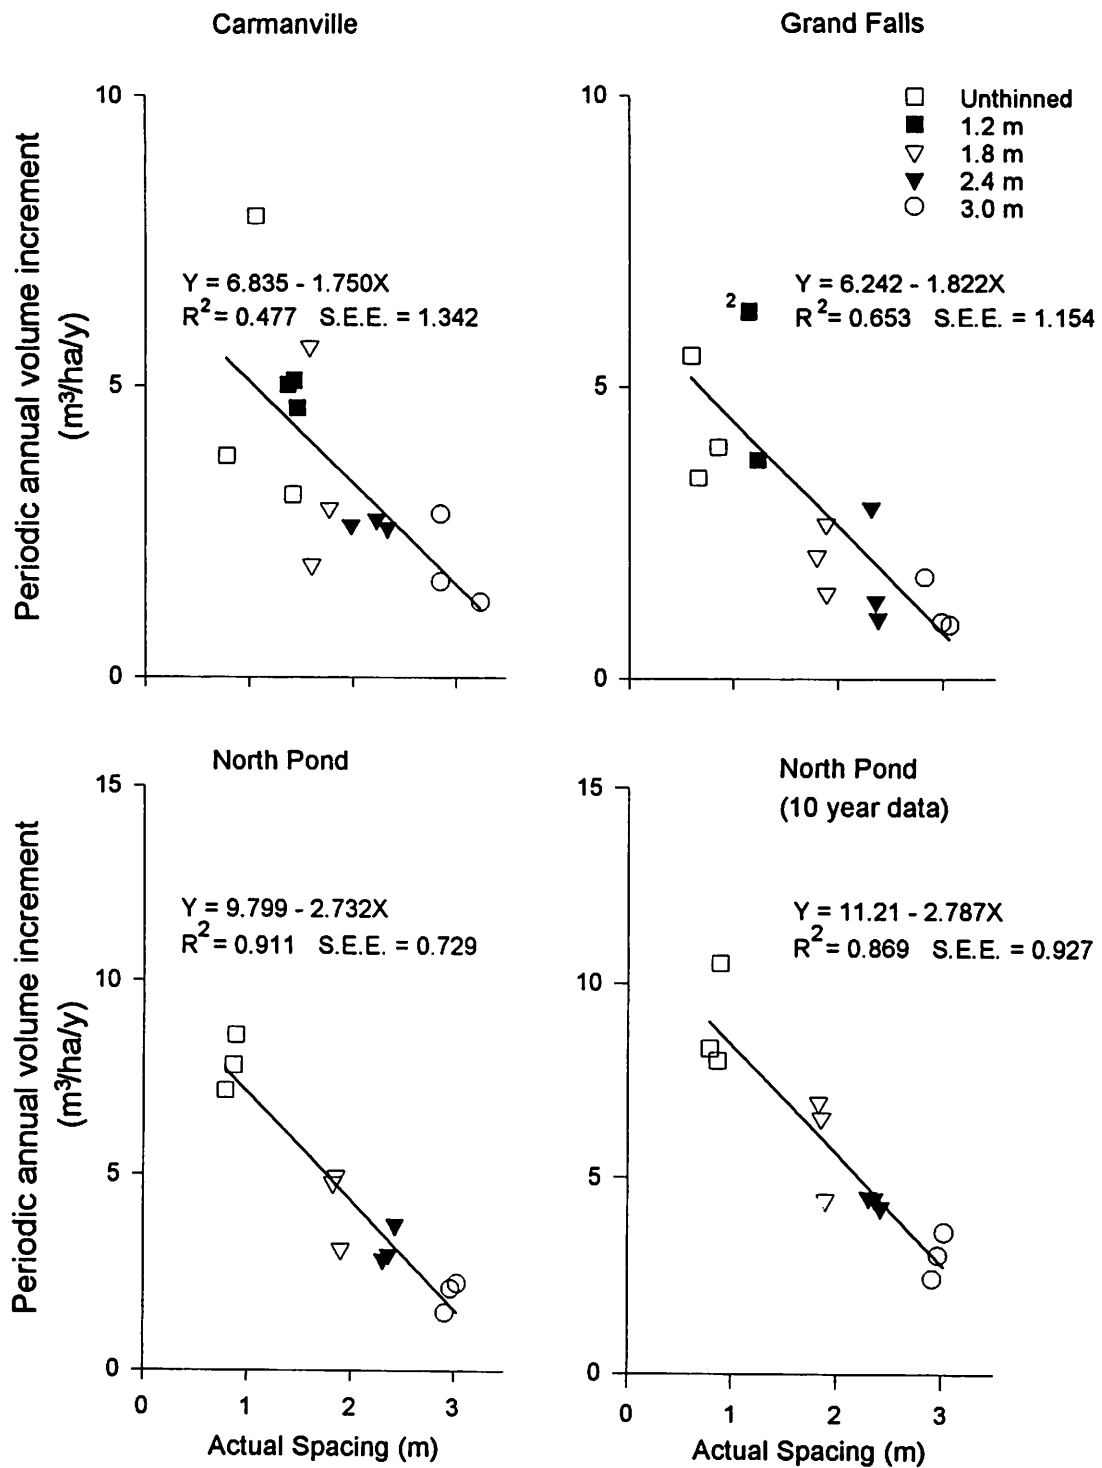 Carmanville
Periodic annual volume increment
(m³/ha/y)
10
5
0
Y = 6.835 - 1.750X
R² = 0.477 S.E.E. = 1.342
Grand Falls
10
5
0
Unthinned
1.2 m
1.8 m
2.4 m
3.0 m
2
Y = 6.242 - 1.822X
R² = 0.653 S.E.E. = 1.154
North Pond
Periodic annual volume increment
(m³/ha/y)
15
10
5
0
Y = 9.799 - 2.732X
R² = 0.911 S.E.E. = 0.729
0 1 2 3
Actual Spacing (m)
North Pond
(10 year data)
15
10
5
0
Y = 11.21 - 2.787X
R² = 0.869 S.E.E. = 0.927
0 1 2 3
Actual Spacing (m)